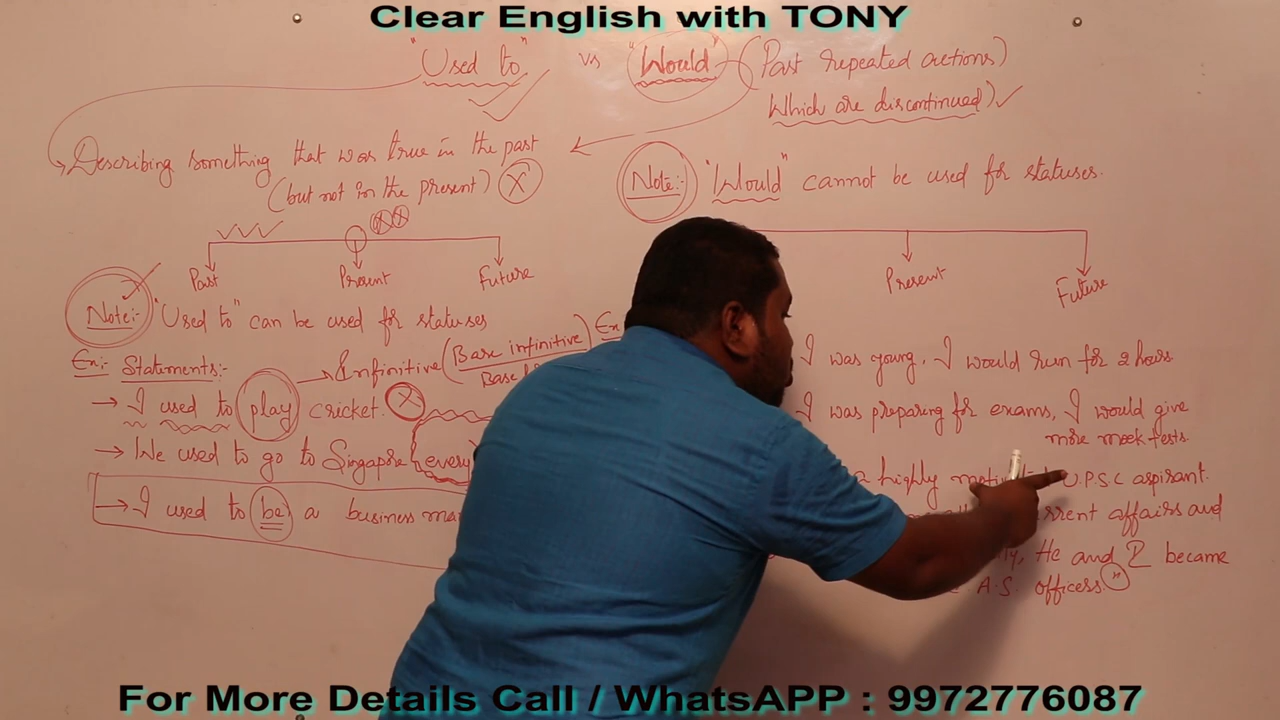 Clear English with TONY
"Used to" vs "Would" (Past repeated actions)
Which are discontinued)
Describing something that was true in the past
(but not in the present)
Note:- "Would" cannot be used for statuses.
Past Present Future
Present Future
Note:- "Used to" can be used for statuses
Ex:- Statements:- Infinitive (Base infinitive
Ex
→ I used to play cricket.
→ We used to go to Singapore every
→ I used to be a business man
I was young, I would run for 2 hours
I was preparing for exams, I would give
more mock tests.
highly U.P.S.C aspirant.
affairs and
He and I became
A.S. officers."
For More Details Call / WhatsAPP : 9972776087